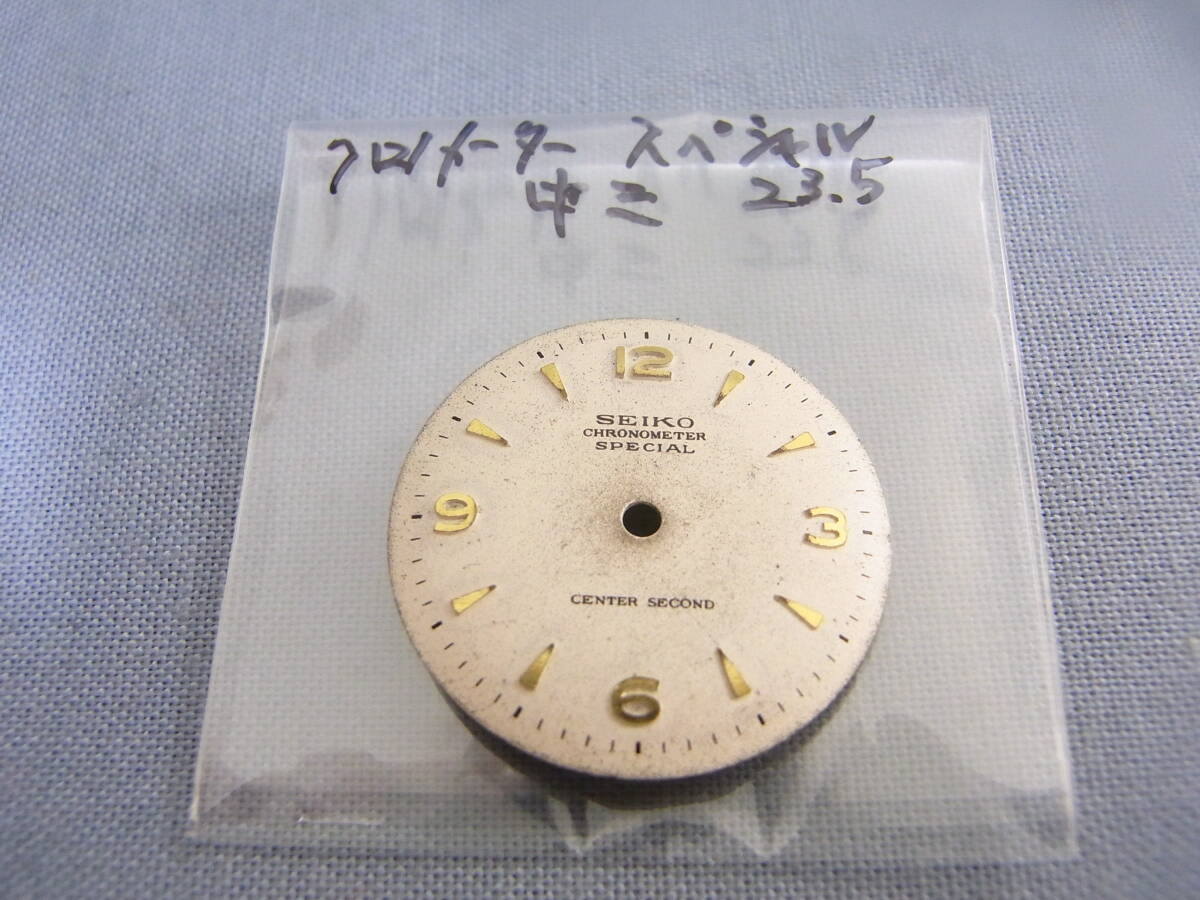 クロノメーター スペシャル
中三 23.5
12
SEIKO
CHRONOMETER
SPECIAL
9
3
CENTER SECOND
6